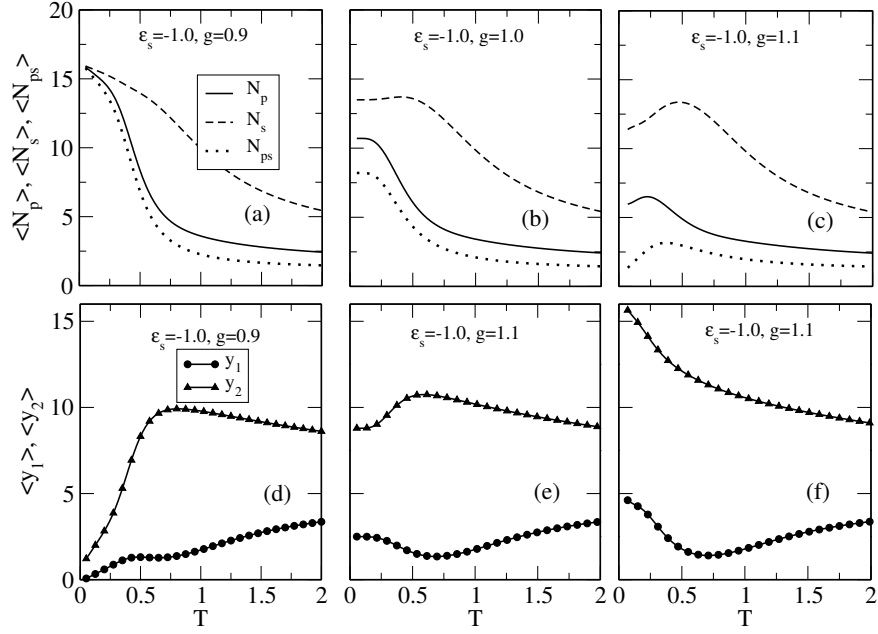 20
15
10
5
0
<N_p>, <N_s>, <N_ps>
ε_s=-1.0, g=0.9
N_p
N_s
N_ps
(a)
ε_s=-1.0, g=1.0
(b)
ε_s=-1.0, g=1.1
(c)
15
10
5
0
<y_1>, <y_2>
ε_s=-1.0, g=0.9
y_1
y_2
(d)
ε_s=-1.0, g=1.1
(e)
ε_s=-1.0, g=1.1
(f)
0 0.5 1 1.5 2
T
0 0.5 1 1.5 2
T
0 0.5 1 1.5 2
T